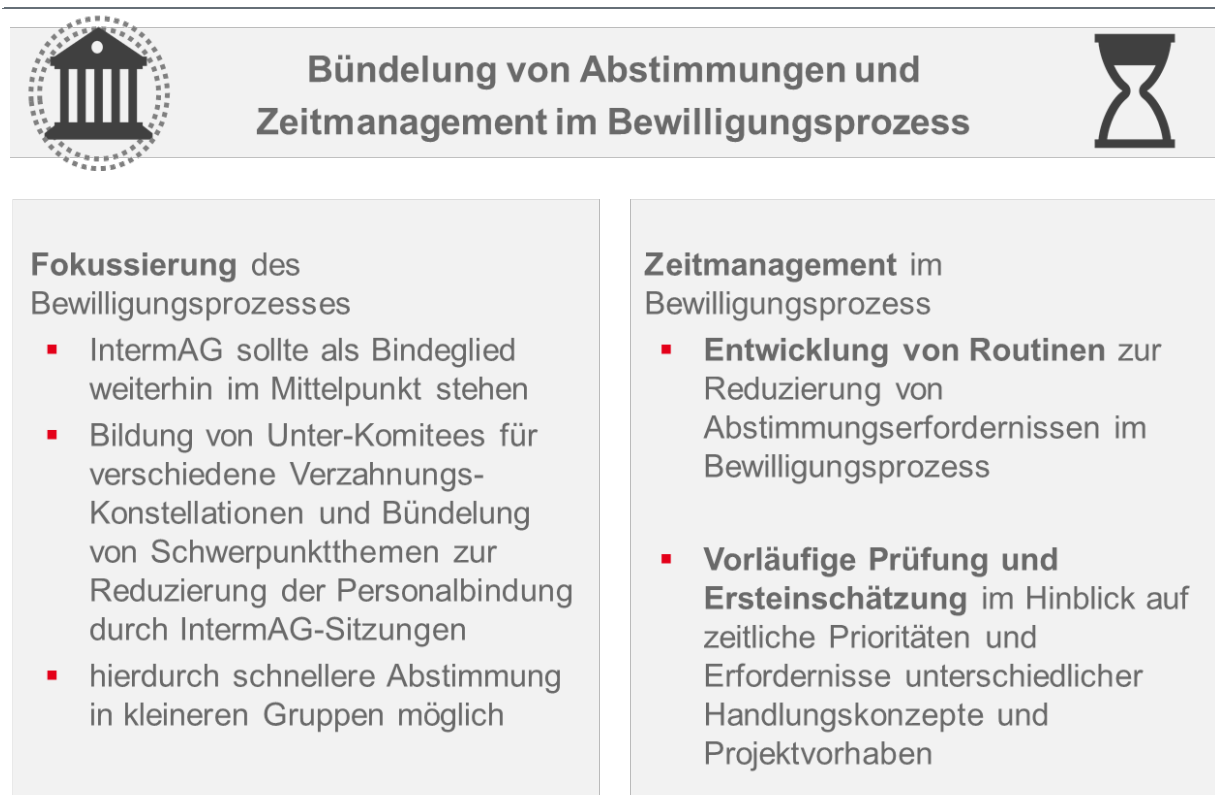 Bündelung von Abstimmungen und
Zeitmanagement im Bewilligungsprozess
Fokussierung des
Bewilligungsprozesses
▪ IntermAG sollte als Bindeglied
weiterhin im Mittelpunkt stehen
▪ Bildung von Unter-Komitees für
verschiedene Verzahnungs-
Konstellationen und Bündelung
von Schwerpunktthemen zur
Reduzierung der Personalbindung
durch IntermAG-Sitzungen
▪ hierdurch schnellere Abstimmung
in kleineren Gruppen möglich
Zeitmanagement im
Bewilligungsprozess
▪ Entwicklung von Routinen zur
Reduzierung von
Abstimmungserfordernissen im
Bewilligungsprozess
▪ Vorläufige Prüfung und
Ersteinschätzung im Hinblick auf
zeitliche Prioritäten und
Erfordernisse unterschiedlicher
Handlungskonzepte und
Projektvorhaben